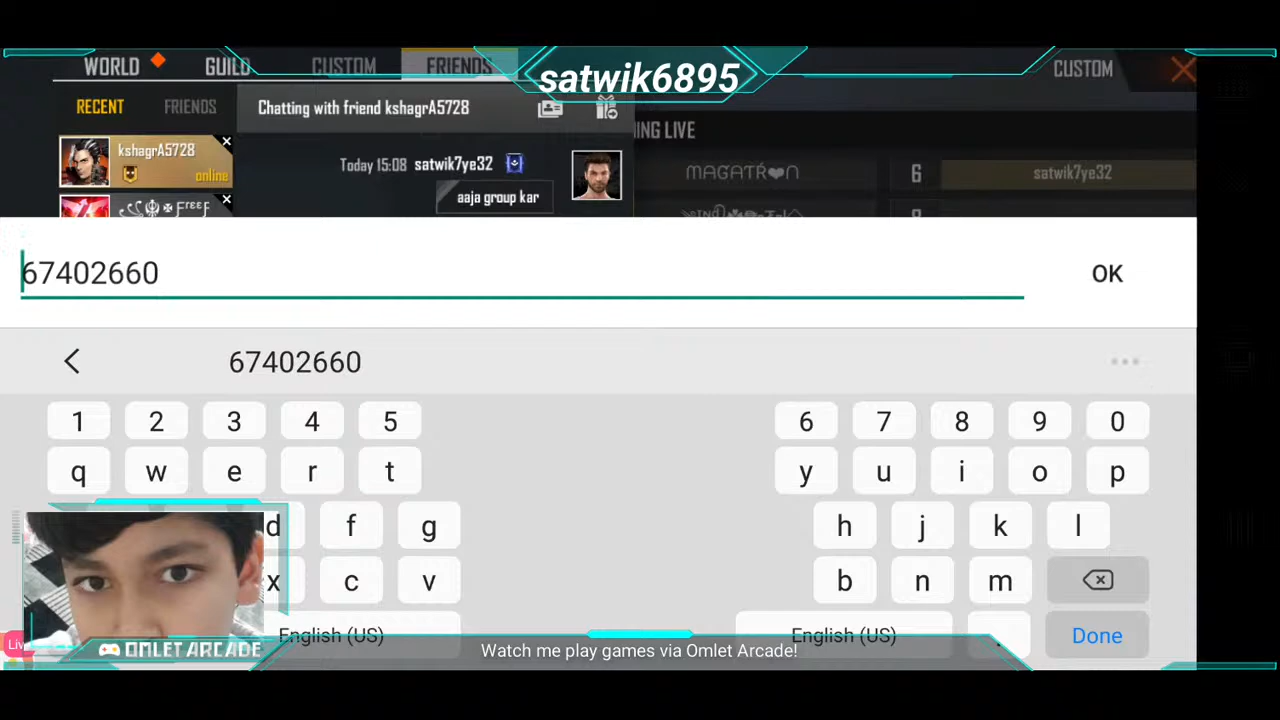 WORLD GUILD CUSTOM FRIENDS satwik6895 CUSTOM
RECENT FRIENDS Chatting with friend kshagrA5728
ING LIVE
kshagrA5728
online
Today 15:08 satwik7ye32
aaja group kar
MAGATŔ❤N 6 satwik7ye32
67402660 OK
67402660
1 2 3 4 5 6 7 8 9 0
q w e r t y u i o p
d f g h j k l
x c v b n m
English (US) English (US) . Done
Liv
OMLET ARCADE Watch me play games via Omlet Arcade!